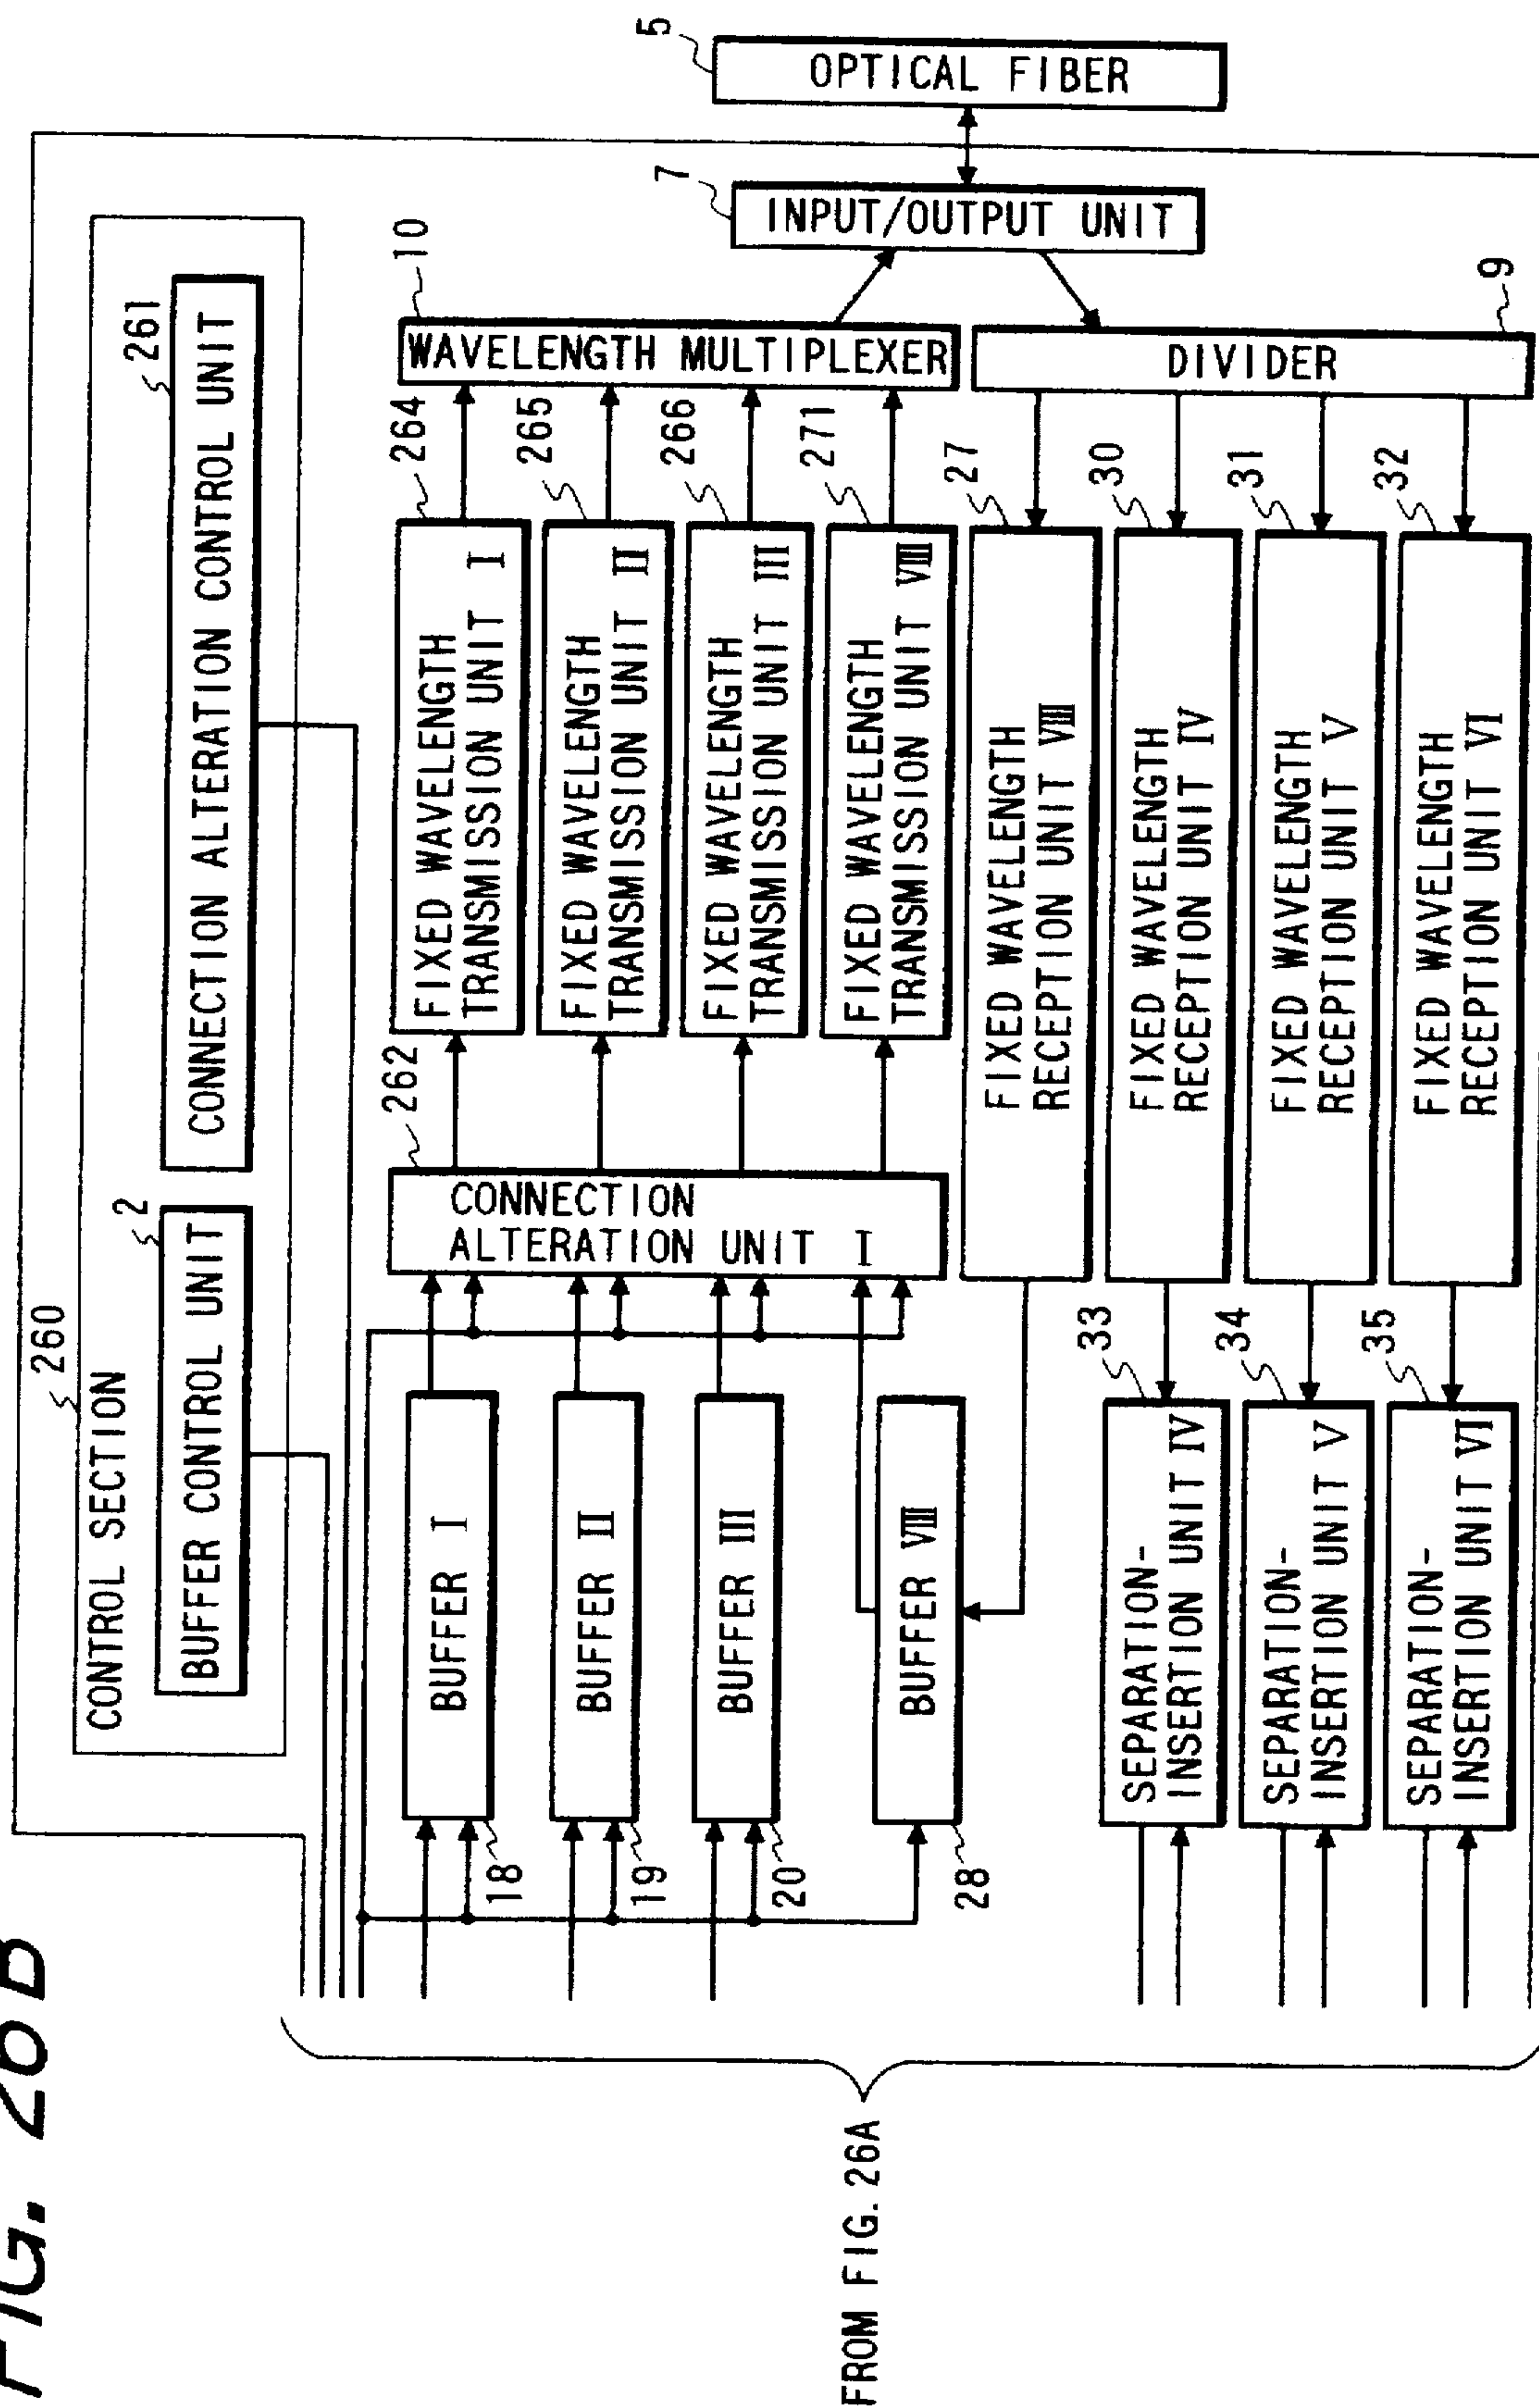 FIG. 26B
260
CONTROL SECTION
2
BUFFER CONTROL UNIT
261
CONNECTION ALTERATION CONTROL UNIT
BUFFER I
18
BUFFER II
19
BUFFER III
20
BUFFER VIII
28
262
CONNECTION
ALTERATION UNIT I
264
FIXED WAVELENGTH
TRANSMISSION UNIT I
265
FIXED WAVELENGTH
TRANSMISSION UNIT II
266
FIXED WAVELENGTH
TRANSMISSION UNIT III
271
FIXED WAVELENGTH
TRANSMISSION UNIT VIII
10
WAVELENGTH MULTIPLEXER
7
INPUT/OUTPUT UNIT
5
OPTICAL FIBER
9
DIVIDER
27
FIXED WAVELENGTH
RECEPTION UNIT VIII
30
FIXED WAVELENGTH
RECEPTION UNIT IV
31
FIXED WAVELENGTH
RECEPTION UNIT V
32
FIXED WAVELENGTH
RECEPTION UNIT VI
33
SEPARATION-
INSERTION UNIT IV
34
SEPARATION-
INSERTION UNIT V
35
SEPARATION-
INSERTION UNIT VI
FROM FIG. 26A